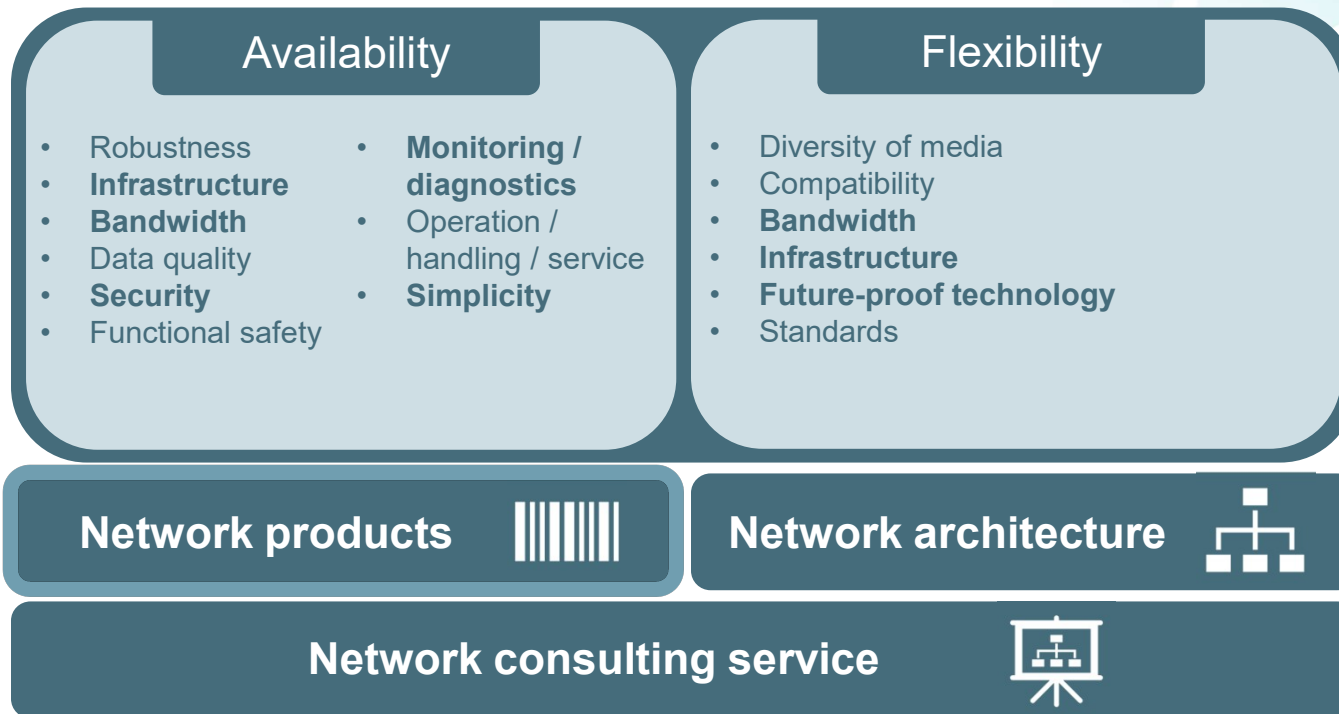 Availability
• Robustness
• Infrastructure
• Bandwidth
• Data quality
• Security
• Functional safety
• Monitoring /
diagnostics
• Operation /
handling / service
• Simplicity
Flexibility
• Diversity of media
• Compatibility
• Bandwidth
• Infrastructure
• Future-proof technology
• Standards
Network products
Network architecture
Network consulting service